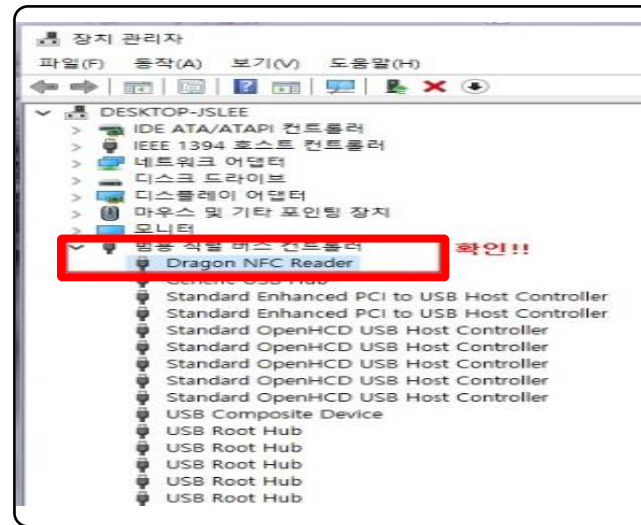 장치 관리자
파일(F) 동작(A) 보기(V) 도움말(H)
DESKTOP-JSLEE
IDE ATA/ATAPI 컨트롤러
IEEE 1394 호스트 컨트롤러
네트워크 어댑터
디스크 드라이브
디스플레이 어댑터
마우스 및 기타 포인팅 장치
모니터
범용 직렬 버스 컨트롤러 확인!!
Dragon NFC Reader
Generic USB Hub
Standard Enhanced PCI to USB Host Controller
Standard Enhanced PCI to USB Host Controller
Standard OpenHCD USB Host Controller
Standard OpenHCD USB Host Controller
Standard OpenHCD USB Host Controller
Standard OpenHCD USB Host Controller
Standard OpenHCD USB Host Controller
USB Composite Device
USB Root Hub
USB Root Hub
USB Root Hub
USB Root Hub
USB Root Hub